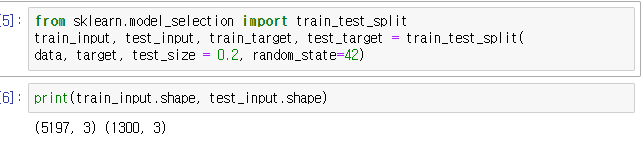 [5]: from sklearn.model_selection import train_test_split
train_input, test_input, train_target, test_target = train_test_split(
data, target, test_size = 0.2, random_state=42)
[6]: print(train_input.shape, test_input.shape)
(5197, 3) (1300, 3)